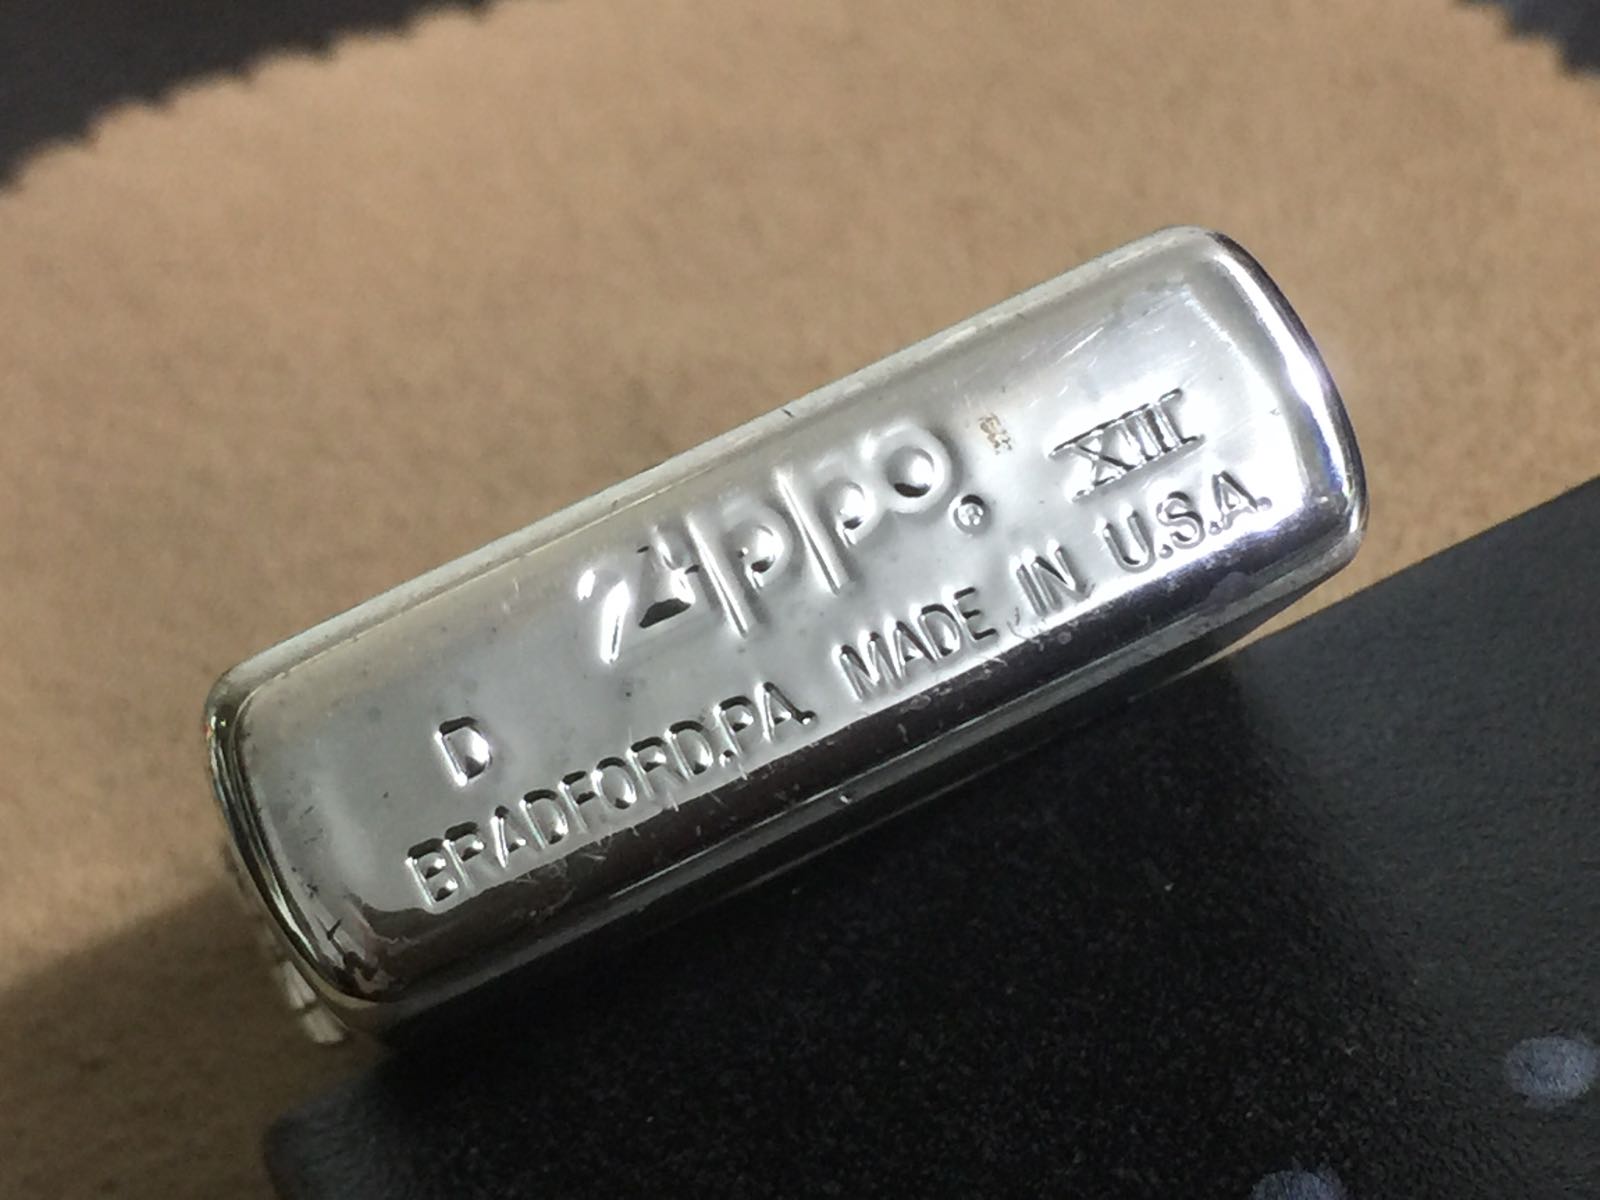 zippo®
D XIII
BRADFORD,PA. MADE IN U.S.A.